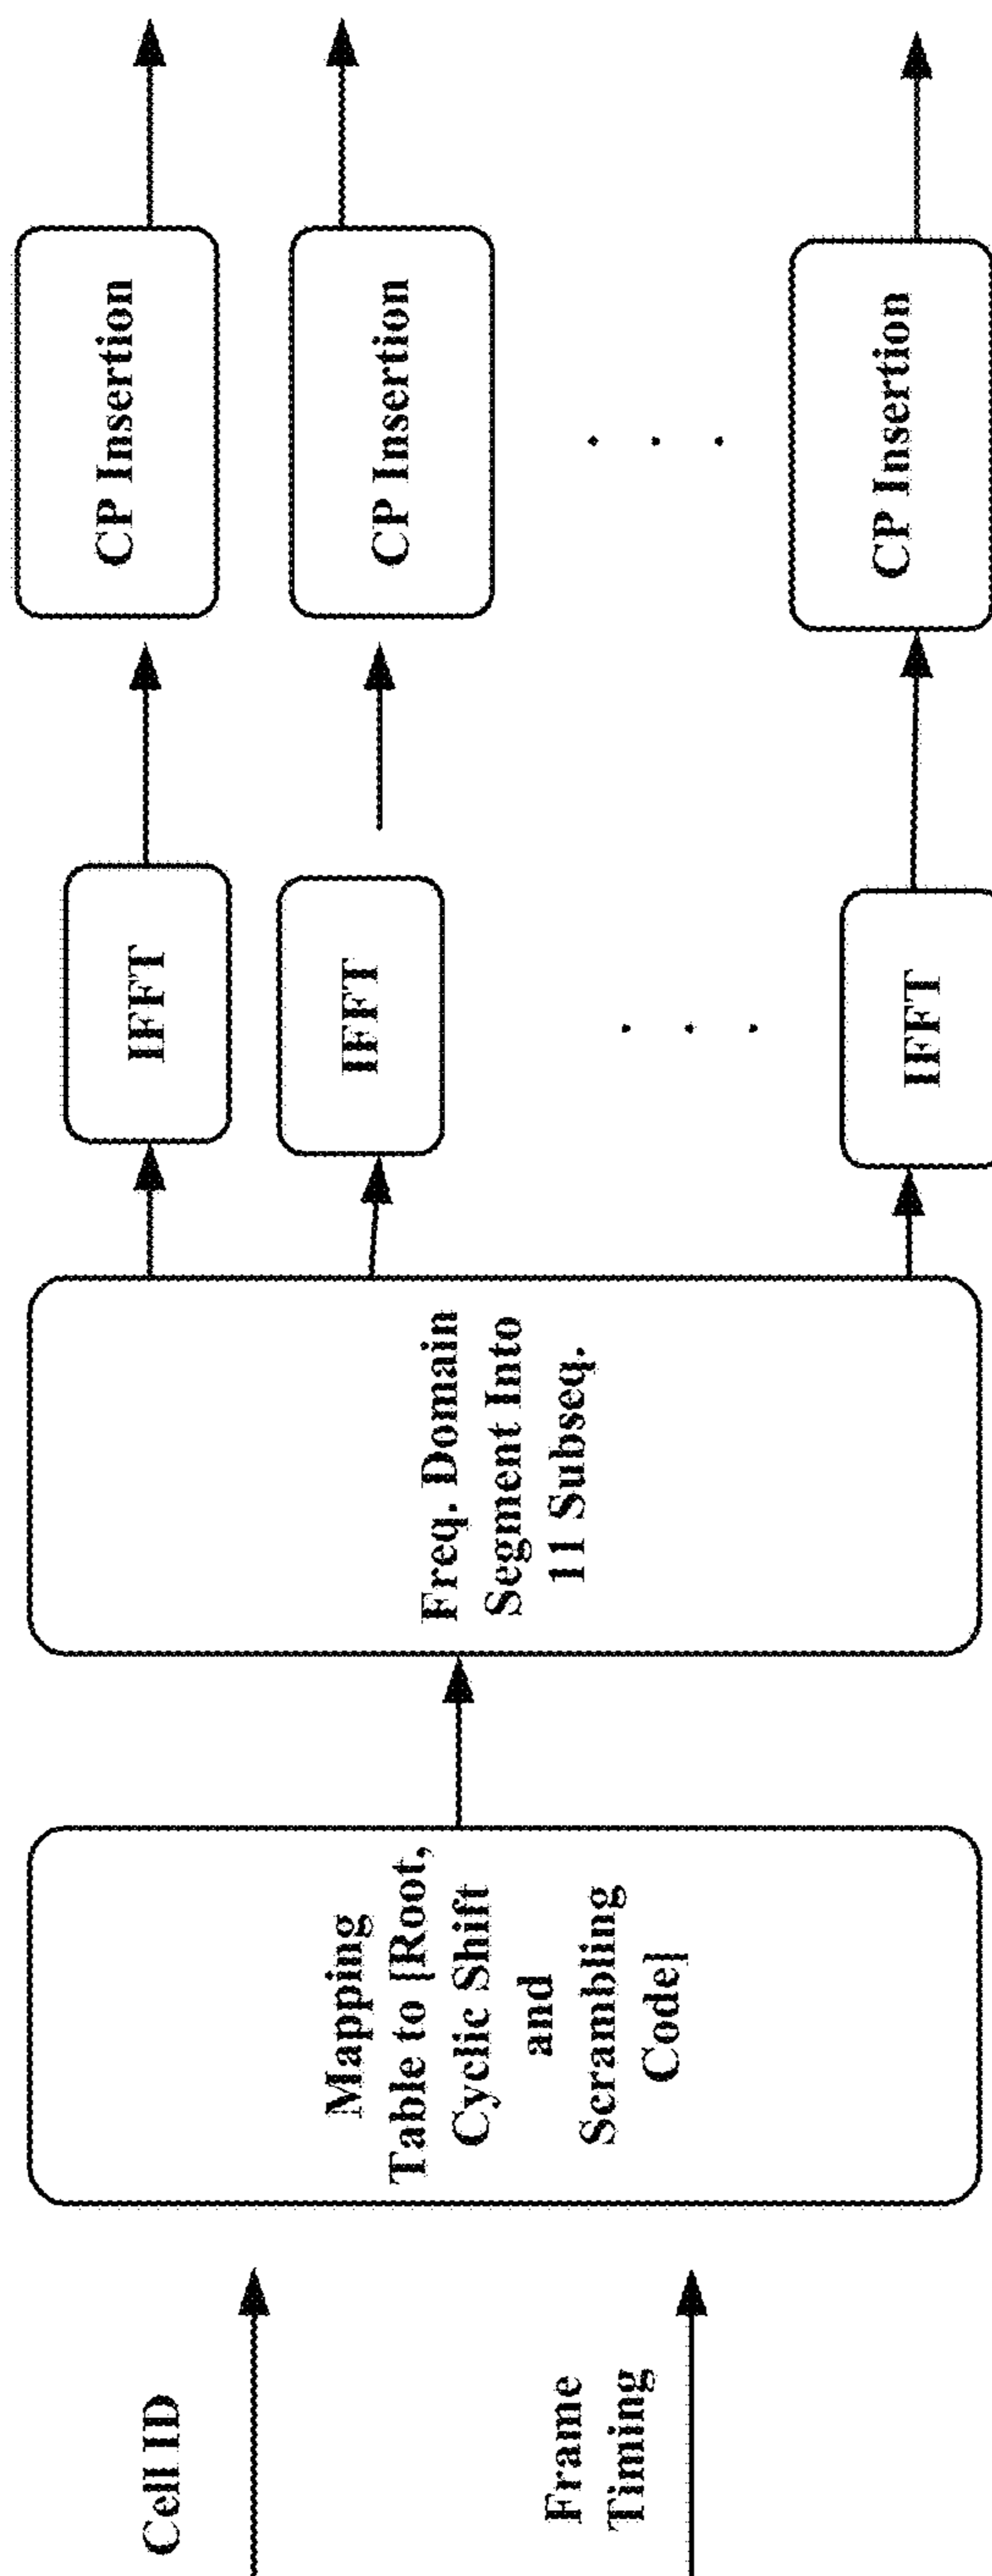 Cell ID
Frame
Timing
Mapping
Table to [Root,
Cyclic Shift
and
Scrambling
Code]
Freq. Domain
Segment Into
11 Subseq.
IFFT
IFFT
IFFT
CP Insertion
CP Insertion
CP Insertion